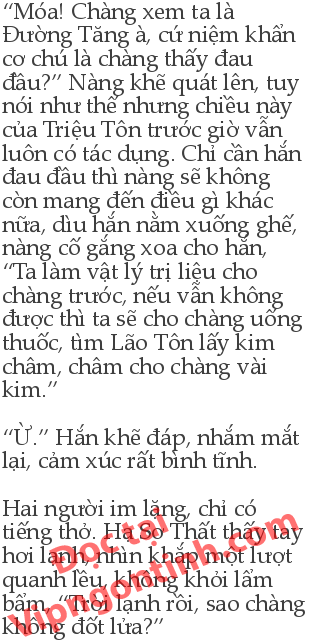 “Móa! Chàng xem ta là
Đường Tăng à, cứ niệm khẩn
cơ chú là chàng thấy đau
đầu?” Nàng khẽ quát lên, tuy
nói như thế nhưng chiều này
của Triệu Tôn trước giờ vẫn
luôn có tác dụng. Chỉ cần hắn
đau đầu thì nàng sẽ không
còn mang đến điều gì khác
nữa, dìu hắn nằm xuống ghế,
nàng cố gắng xoa cho hắn,
“Ta làm vật lý trị liệu cho
chàng trước, nếu vẫn không
được thì ta sẽ cho chàng uống
thuốc, tìm Lão Tôn lấy kim
châm, châm cho chàng vài
kim.”
“Ừ.” Hắn khẽ đáp, nhắm mắt
lại, cảm xúc rất bình tĩnh.
Hai người im lặng, chỉ có
tiếng thở. Hạ Sơ Thất thấy tay
hơi lạnh, nhìn khắp một lượt
quanh lều, không khỏi lẩm
bẩm, “Trời lạnh rồi, sao chàng
không đốt lửa?”
Đọc tại
Vipngontinh.com